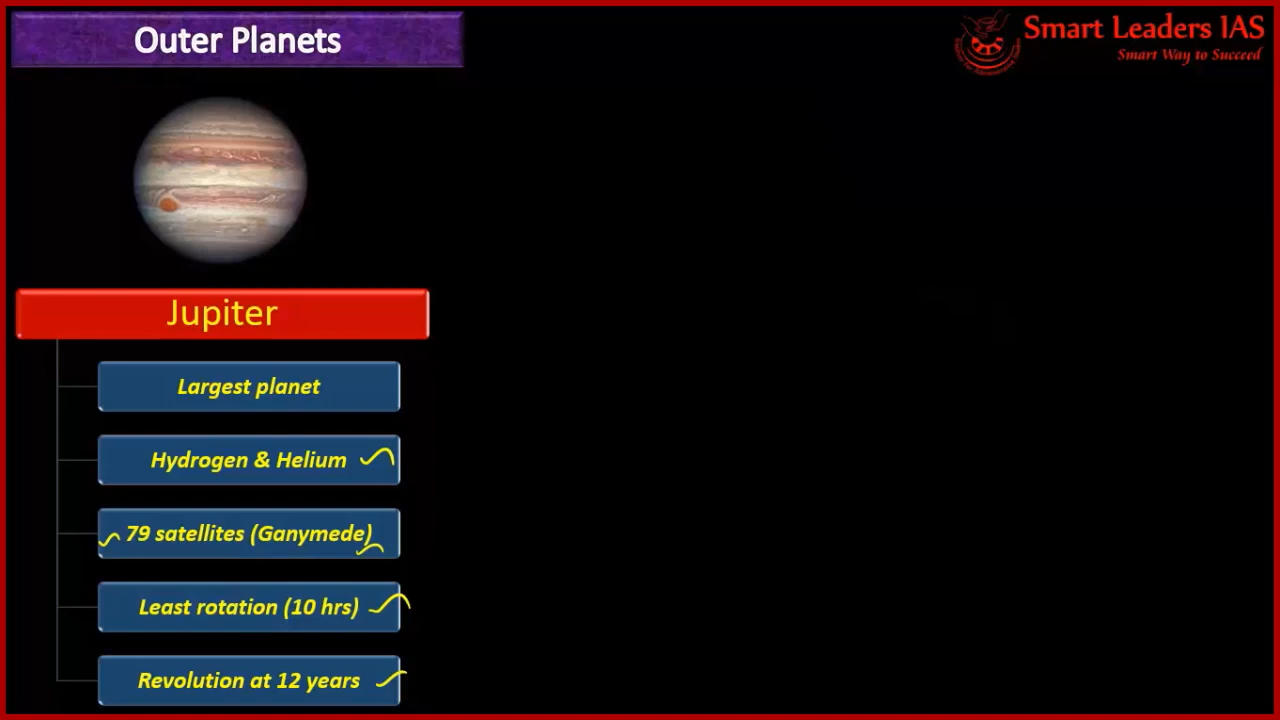 Outer Planets
Smart Leaders IAS
Smart Way to Succeed
Jupiter
Largest planet
Hydrogen & Helium
79 satellites (Ganymede)
Least rotation (10 hrs)
Revolution at 12 years